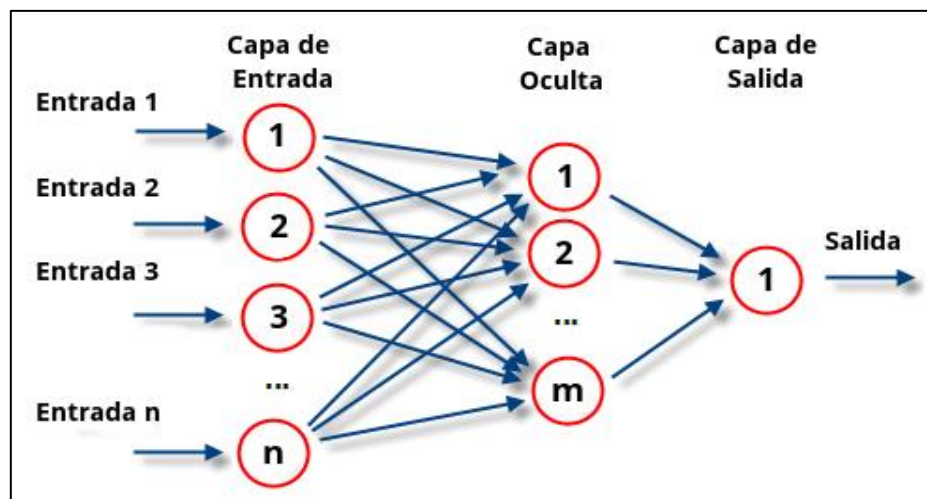 Capa de
Entrada
Capa
Oculta
Capa de
Salida
Entrada 1
1
Entrada 2
2
Entrada 3
3
...
Entrada n
n
1
2
...
m
1
Salida